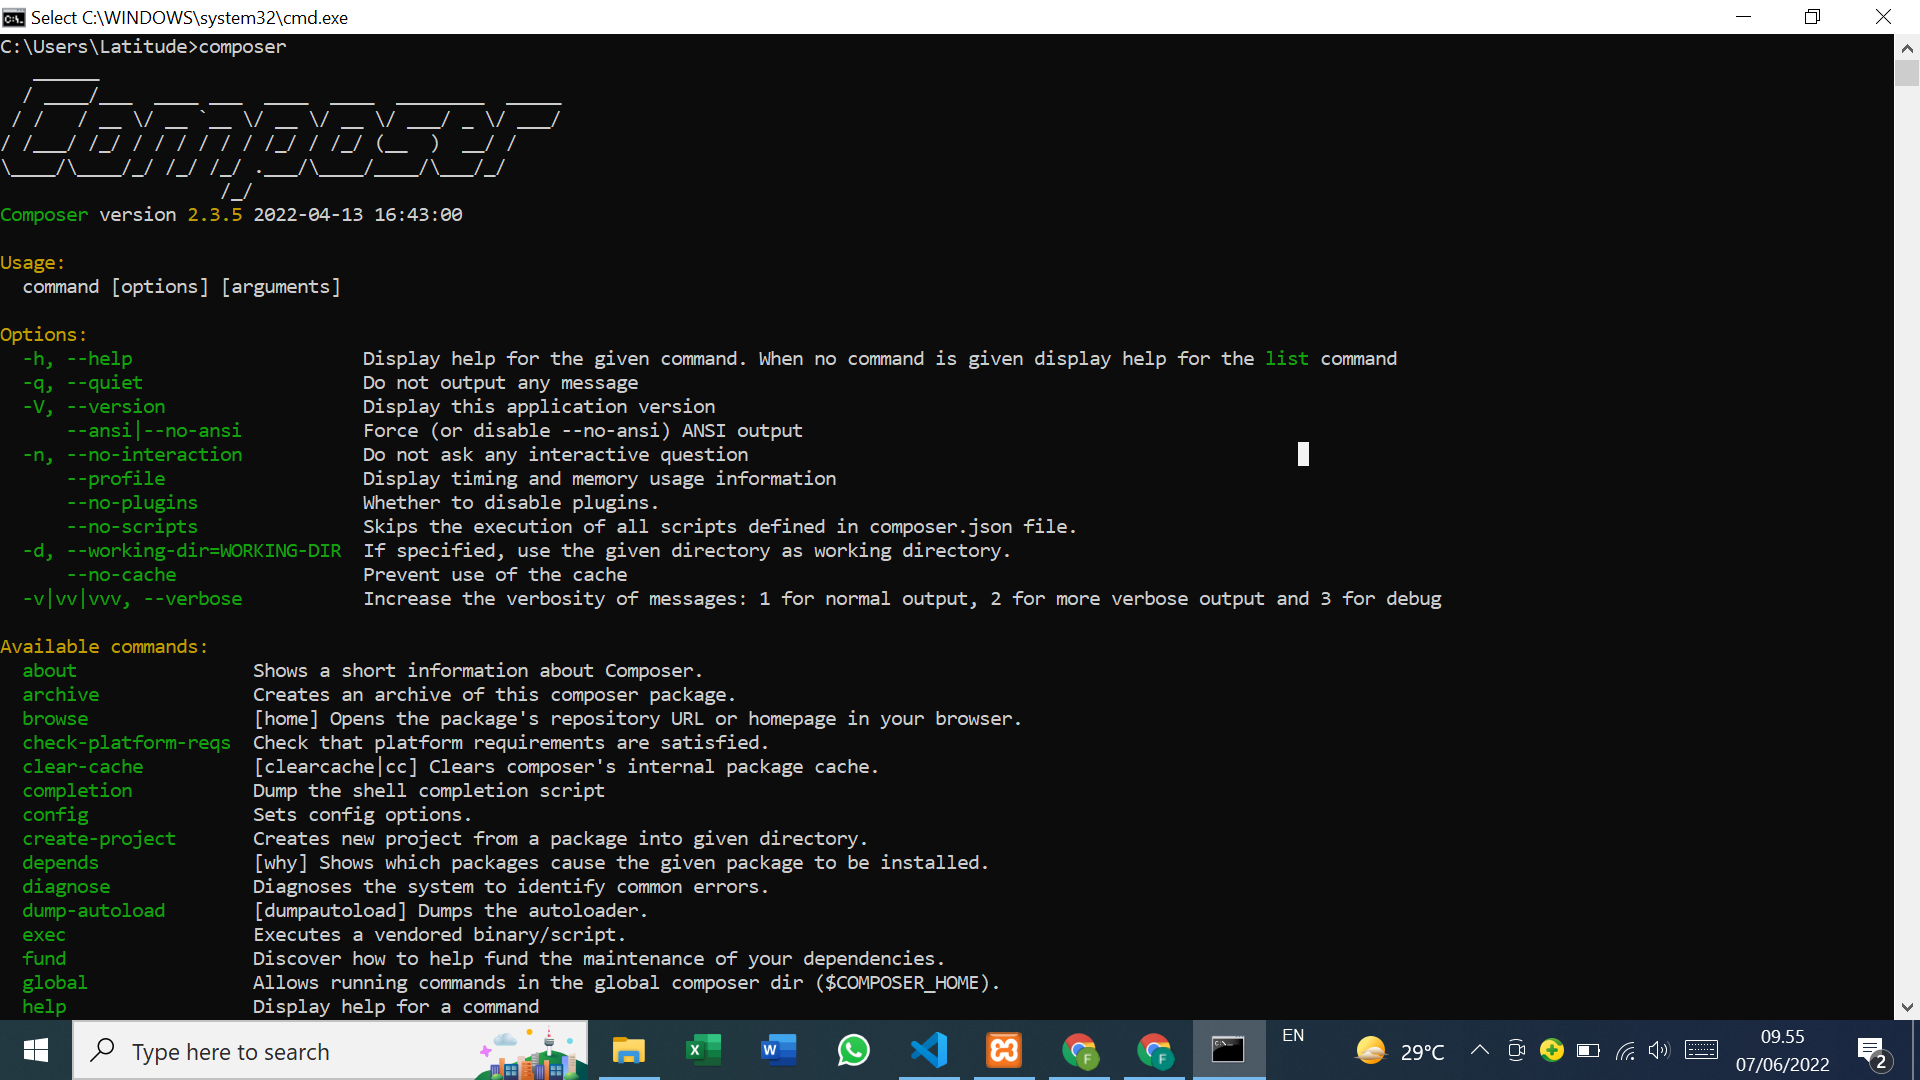 Select C:\WINDOWS\system32\cmd.exe
C:\Users\Latitude>composer
Composer
Composer version 2.3.5 2022-04-13 16:43:00
Usage:
command [options] [arguments]
Options:
-h, --help Display help for the given command. When no command is given display help for the list command
-q, --quiet Do not output any message
-V, --version Display this application version
--ansi|--no-ansi Force (or disable --no-ansi) ANSI output
-n, --no-interaction Do not ask any interactive question
--profile Display timing and memory usage information
--no-plugins Whether to disable plugins.
--no-scripts Skips the execution of all scripts defined in composer.json file.
-d, --working-dir=WORKING-DIR If specified, use the given directory as working directory.
--no-cache Prevent use of the cache
-v|vv|vvv, --verbose Increase the verbosity of messages: 1 for normal output, 2 for more verbose output and 3 for debug
Available commands:
about Shows a short information about Composer.
archive Creates an archive of this composer package.
browse [home] Opens the package's repository URL or homepage in your browser.
check-platform-reqs Check that platform requirements are satisfied.
clear-cache [clearcache|cc] Clears composer's internal package cache.
completion Dump the shell completion script
config Sets config options.
create-project Creates new project from a package into given directory.
depends [why] Shows which packages cause the given package to be installed.
diagnose Diagnoses the system to identify common errors.
dump-autoload [dumpautoload] Dumps the autoloader.
exec Executes a vendored binary/script.
fund Discover how to help fund the maintenance of your dependencies.
global Allows running commands in the global composer dir ($COMPOSER_HOME).
help Display help for a command
Type here to search
EN
29°C
09.55
07/06/2022
2